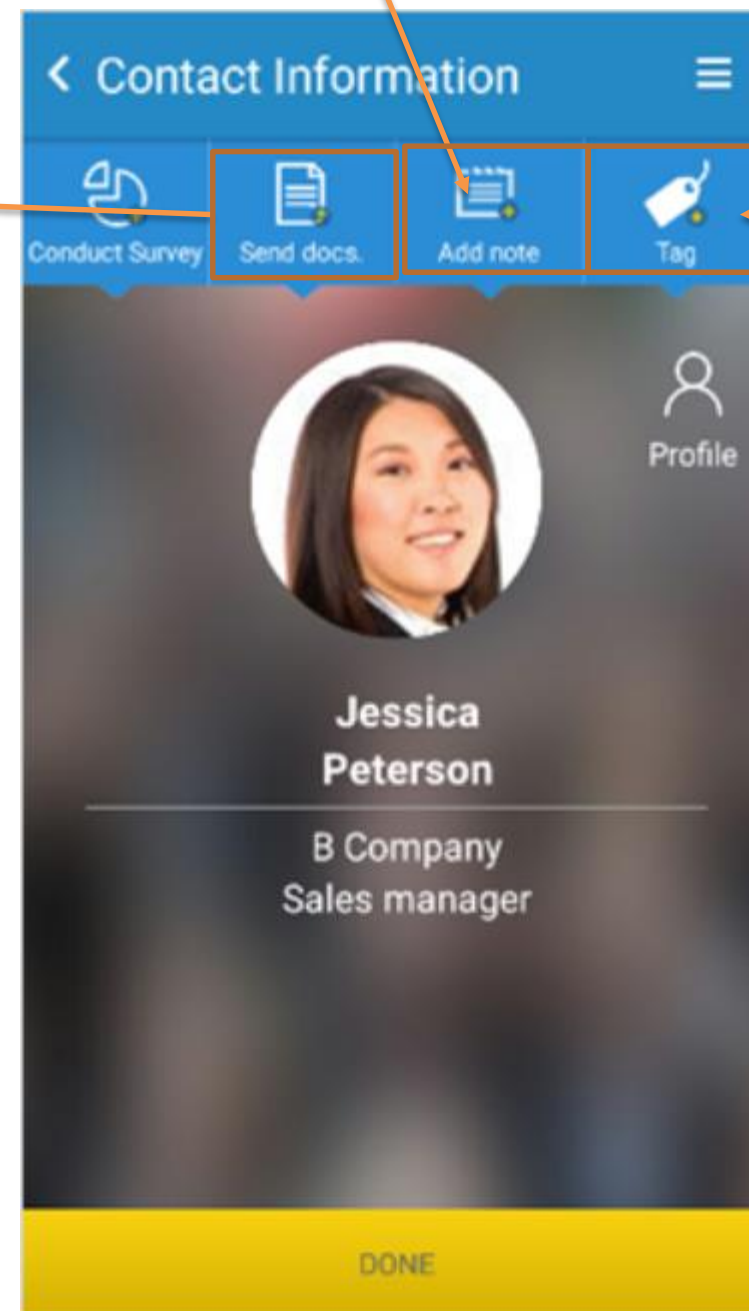 Contact Information
Conduct Survey
Send docs.
Add note
Tag
Profile
Jessica
Peterson
B Company
Sales manager
DONE